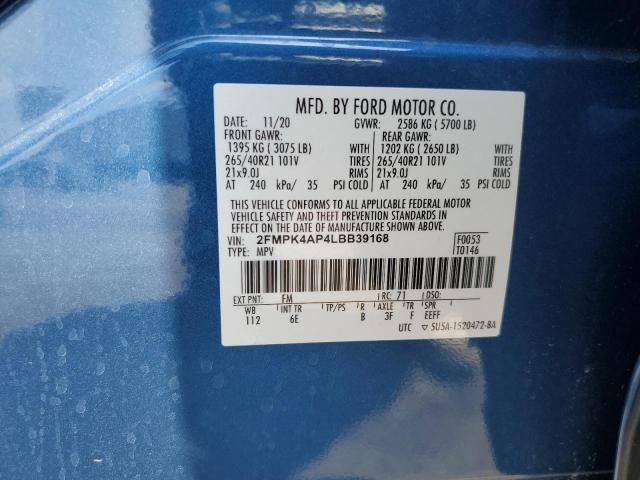 MFD. BY FORD MOTOR CO.
DATE: 11/20 GVWR: 2586 KG ( 5700 LB)
FRONT GAWR: REAR GAWR:
1395 KG ( 3075 LB) WITH 1202 KG ( 2650 LB) WITH
265/40R21 101V TIRES 265/40R21 101V TIRES
21x9.0J RIMS 21x9.0J RIMS
AT 240 kPa/ 35 PSI COLD AT 240 kPa/ 35 PSI COLD
THIS VEHICLE CONFORMS TO ALL APPLICABLE FEDERAL MOTOR
VEHICLE SAFETY AND THEFT PREVENTION STANDARDS IN
EFFECT ON THE DATE OF MANUFACTURE SHOWN ABOVE.
VIN: 2FMPK4AP4LBB39168 F0053
TYPE: MPV T0146
EXT PNT: FM RC: 71 DSO:
WB INT TR TP/PS R AXLE TR SPR
112 6E B 3F F EEFF
UTC ▽ 5U5A-1520472-BA